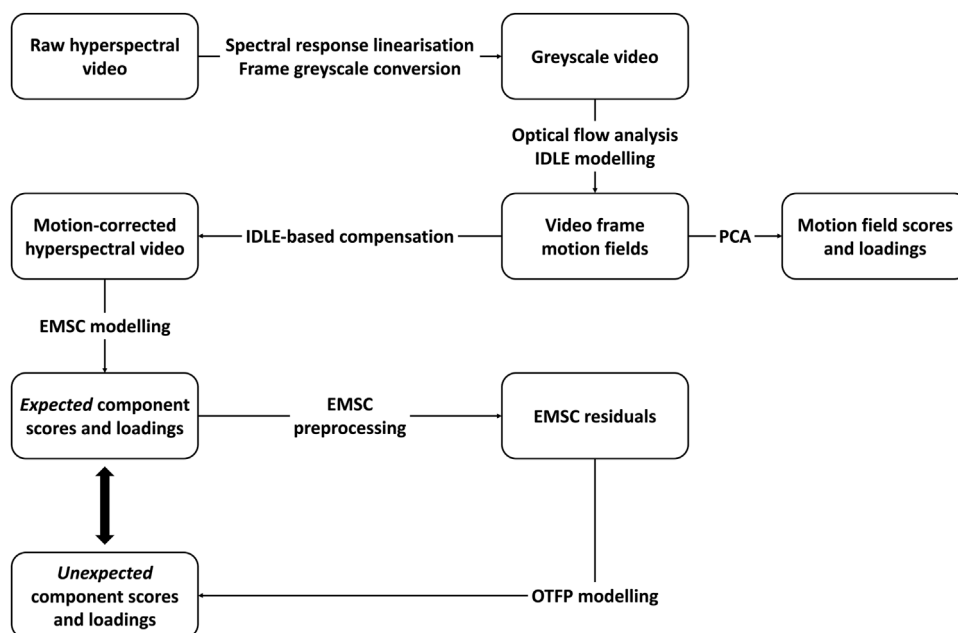 Raw hyperspectral
video
Spectral response linearisation
Frame greyscale conversion
Greyscale video
Optical flow analysis
IDLE modelling
Motion-corrected
hyperspectral video
IDLE-based compensation
Video frame
motion fields
PCA
Motion field scores
and loadings
EMSC modelling
Expected component
scores and loadings
EMSC
preprocessing
EMSC residuals
Unexpected
component scores
and loadings
OTFP modelling